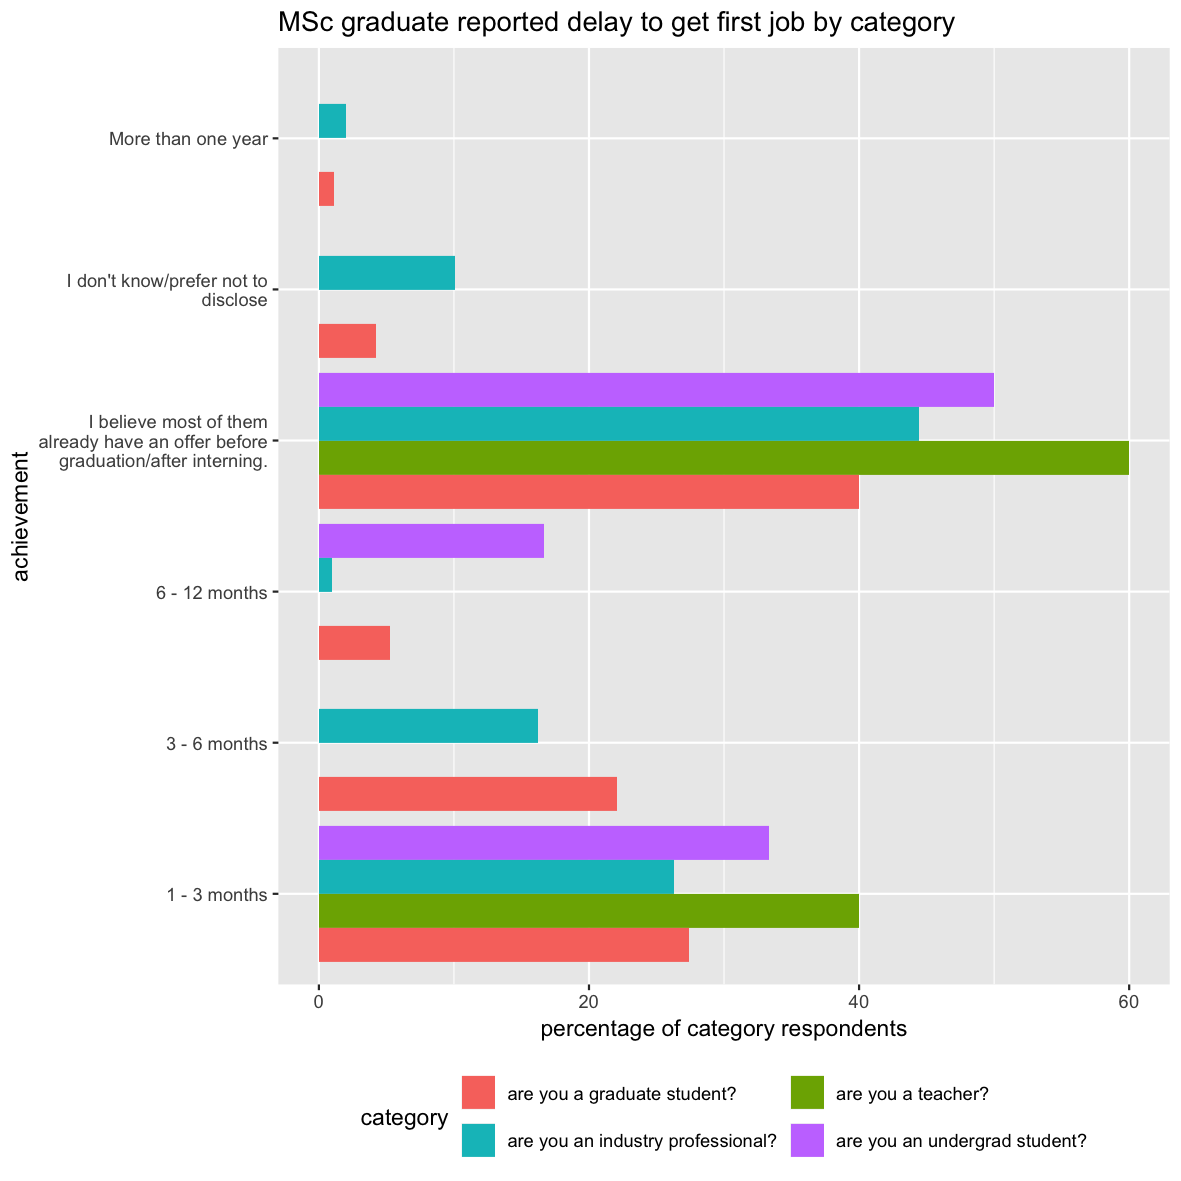 MSc graduate reported delay to get first job by category
More than one year
I don't know/prefer not to
disclose
I believe most of them
already have an offer before
graduation/after interning.
6 - 12 months
3 - 6 months
1 - 3 months
achievement
0 20 40 60
percentage of category respondents
category
are you a graduate student? are you a teacher?
are you an industry professional? are you an undergrad student?